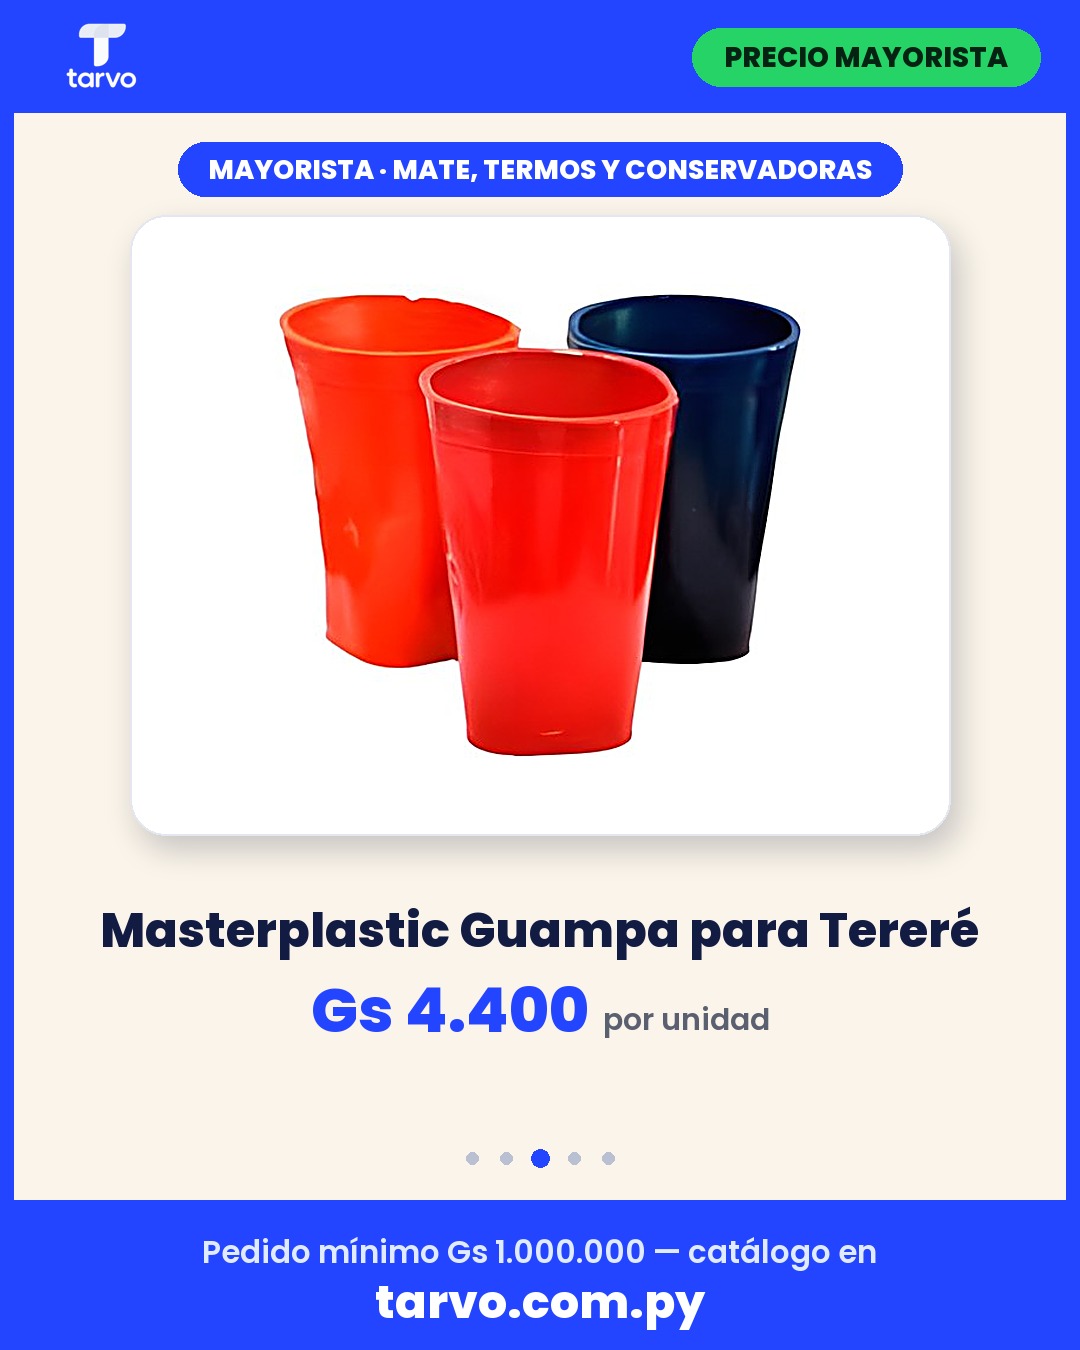 tarvo
PRECIO MAYORISTA
MAYORISTA · MATE, TERMOS Y CONSERVADORAS
Masterplastic Guampa para Tereré
Gs 4.400 por unidad
Pedido mínimo Gs 1.000.000 — catálogo en
tarvo.com.py